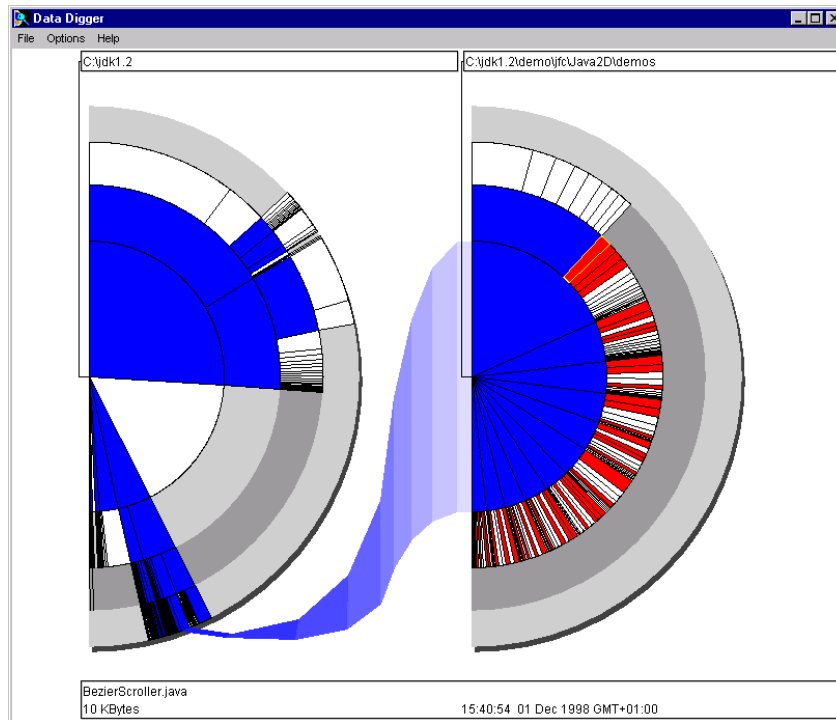 Data Digger
File Options Help
C:\jdk1.2
C:\jdk1.2\demo\jfc\Java2D\demos
BezierScroller.java
10 KBytes
15:40:54 01 Dec 1998 GMT+01:00